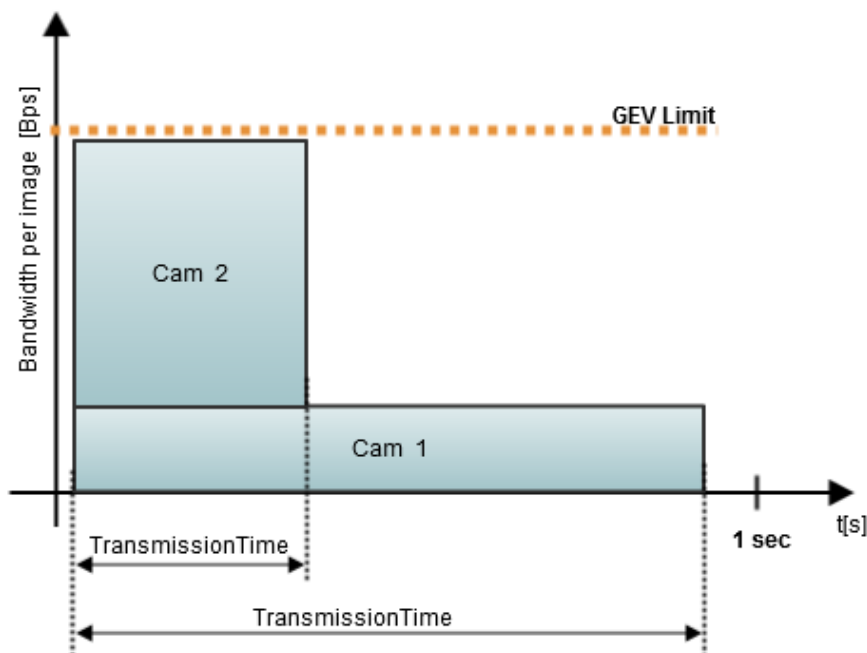 Bandwidth per image [Bps]
GEV Limit
Cam 2
Cam 1
t[s]
1 sec
TransmissionTime
TransmissionTime